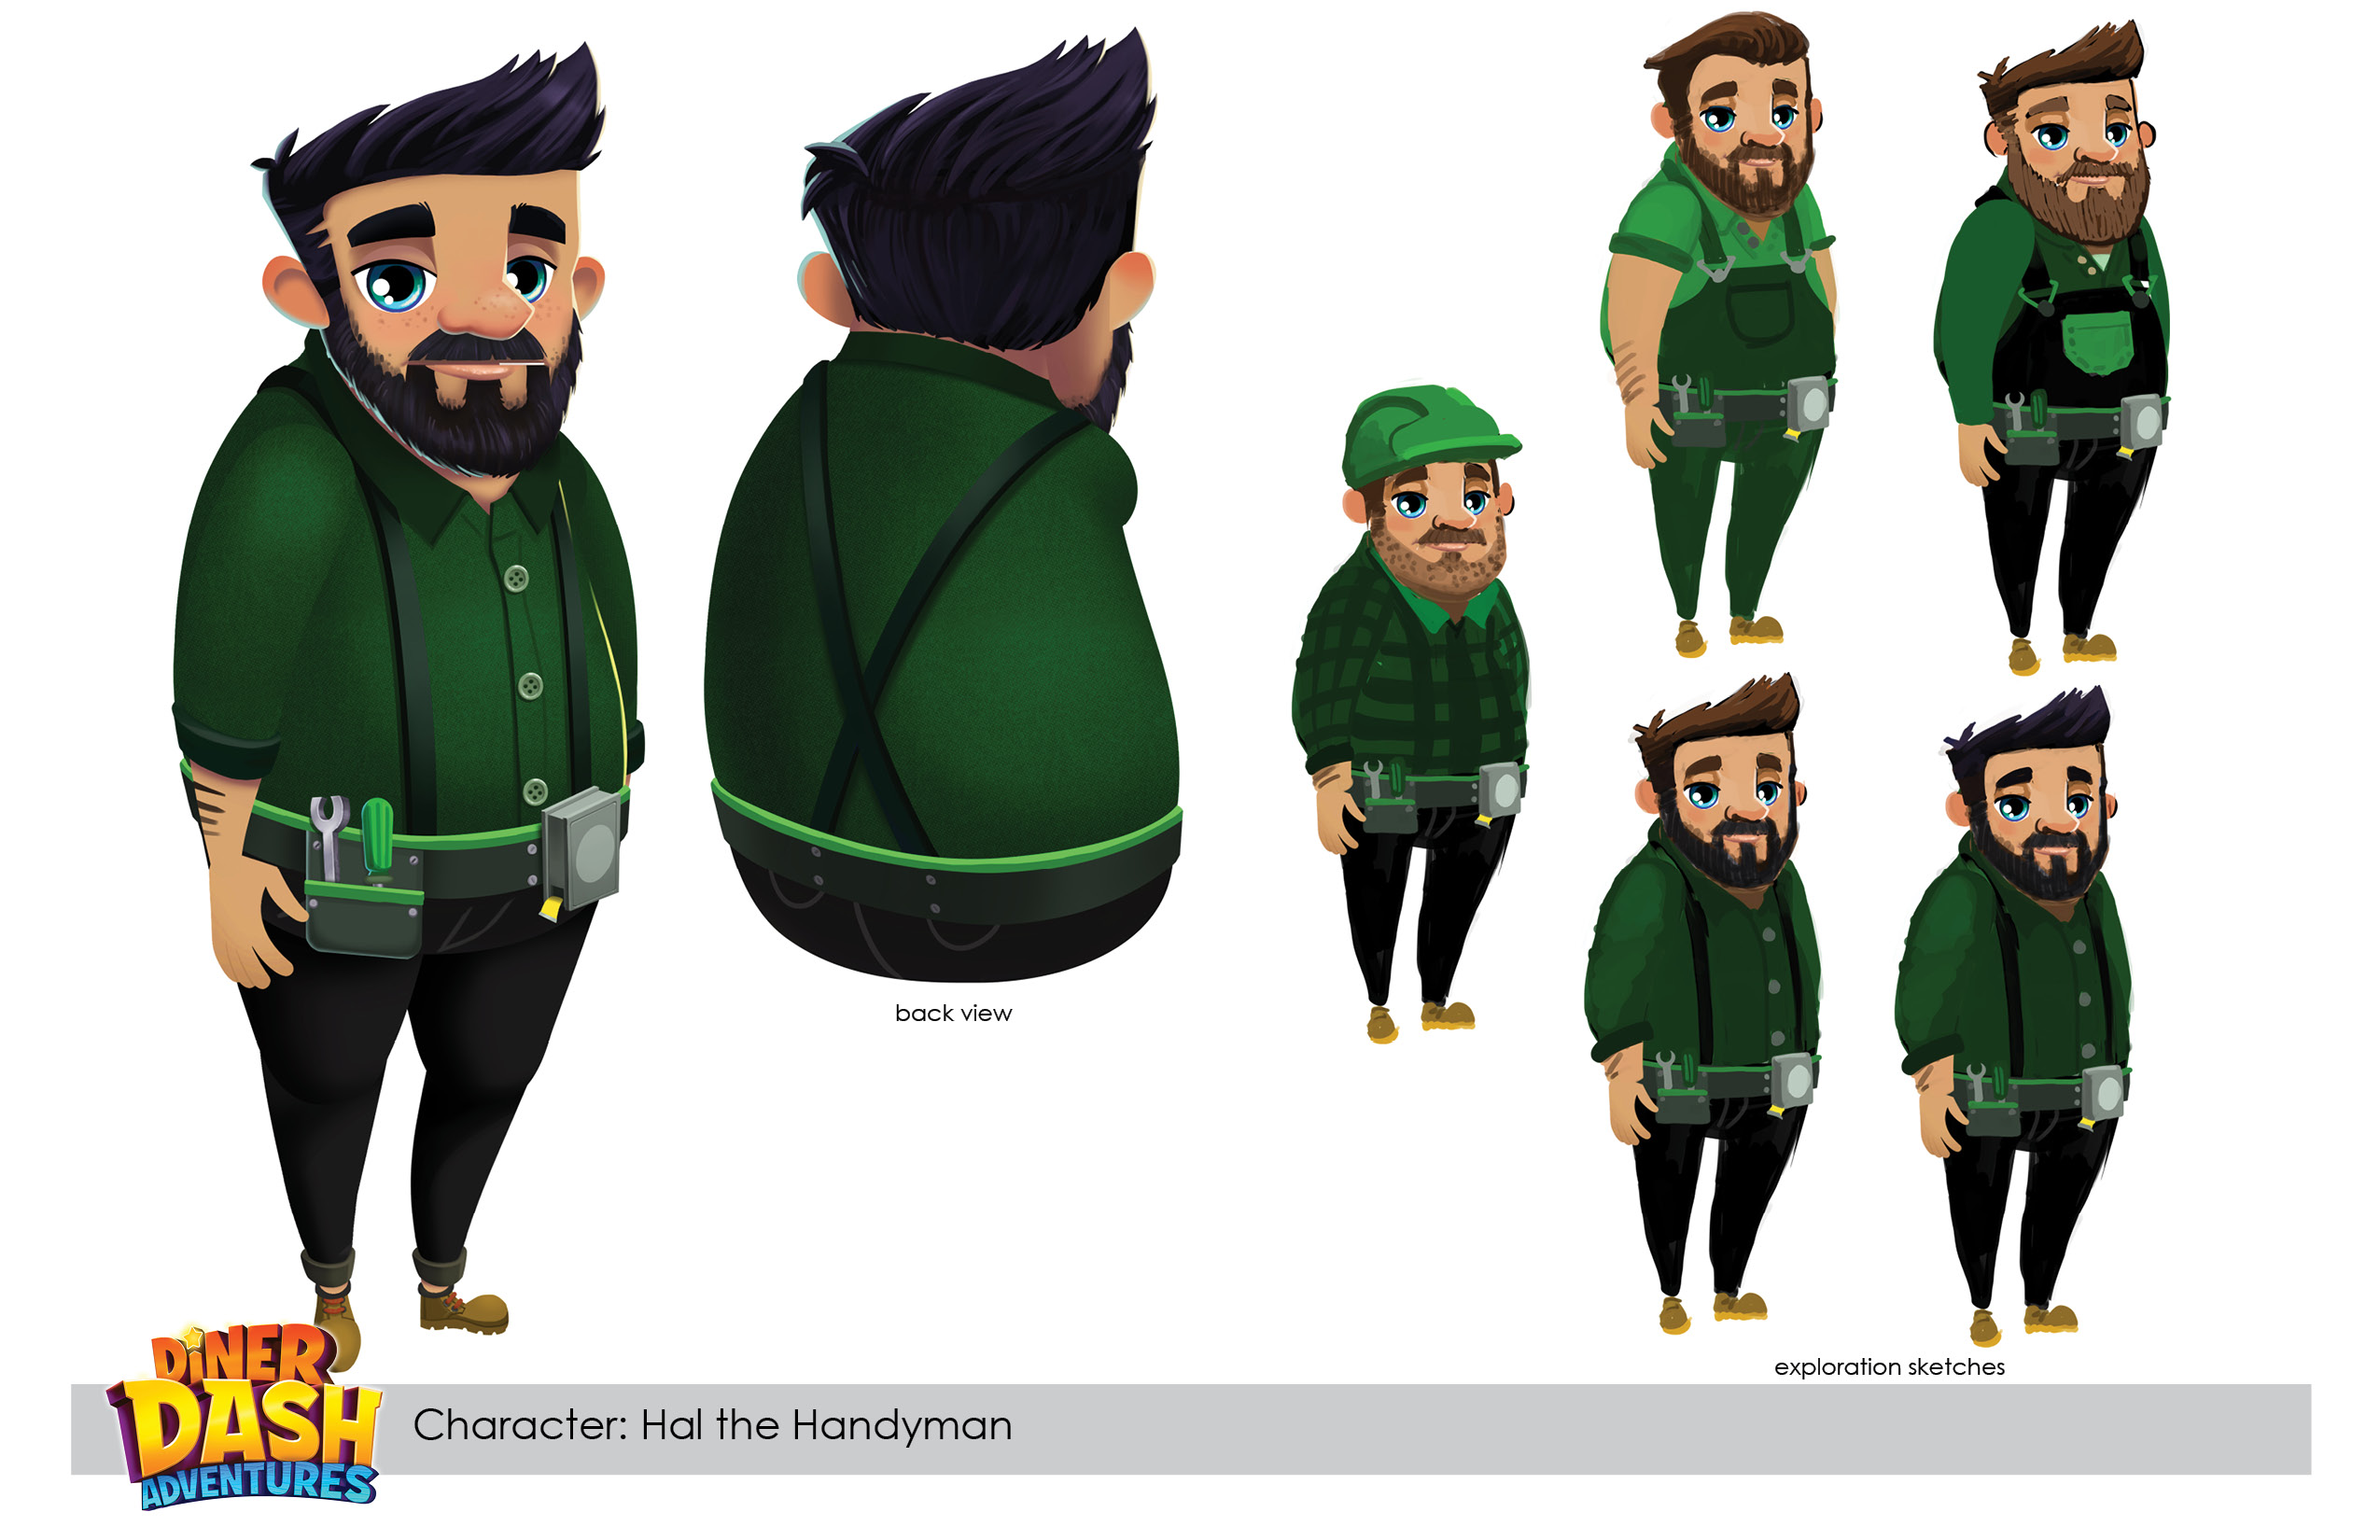 back view
exploration sketches
DINER
DASH
ADVENTURES
Character: Hal the Handyman